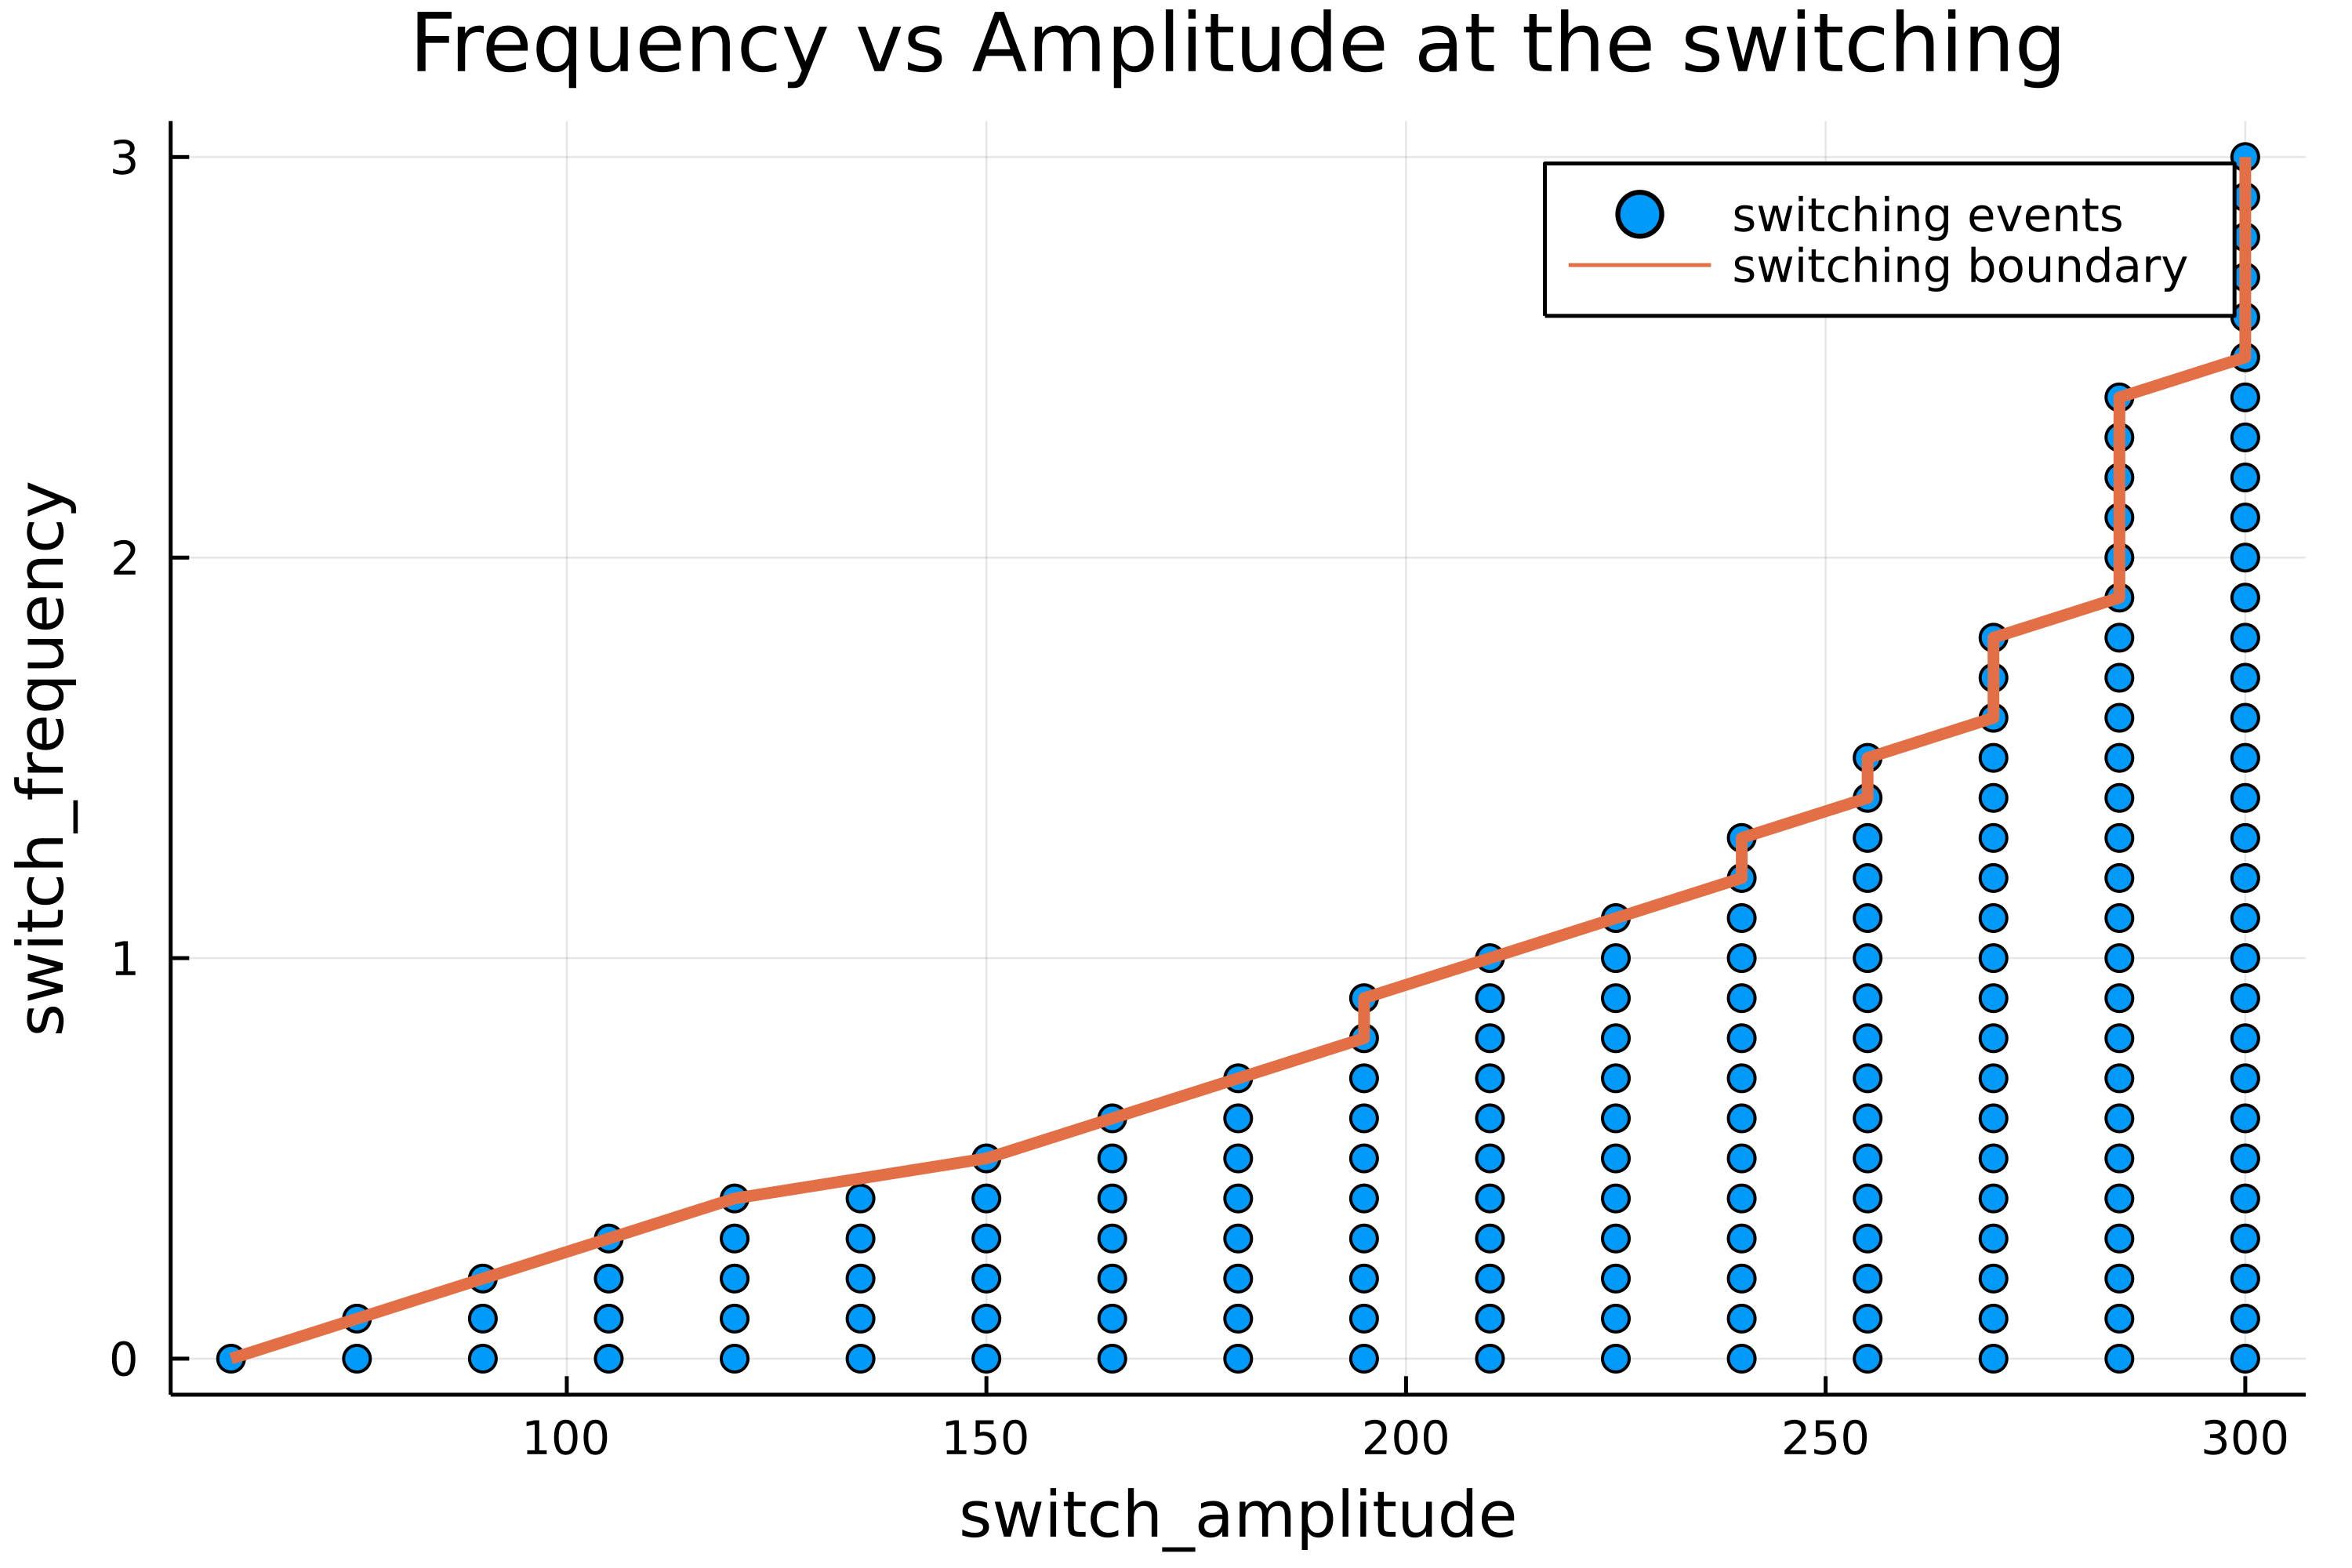 Frequency vs Amplitude at the switching
switching events
switching boundary
switch_frequency
3
2
1
0
100 150 200 250 300
switch_amplitude